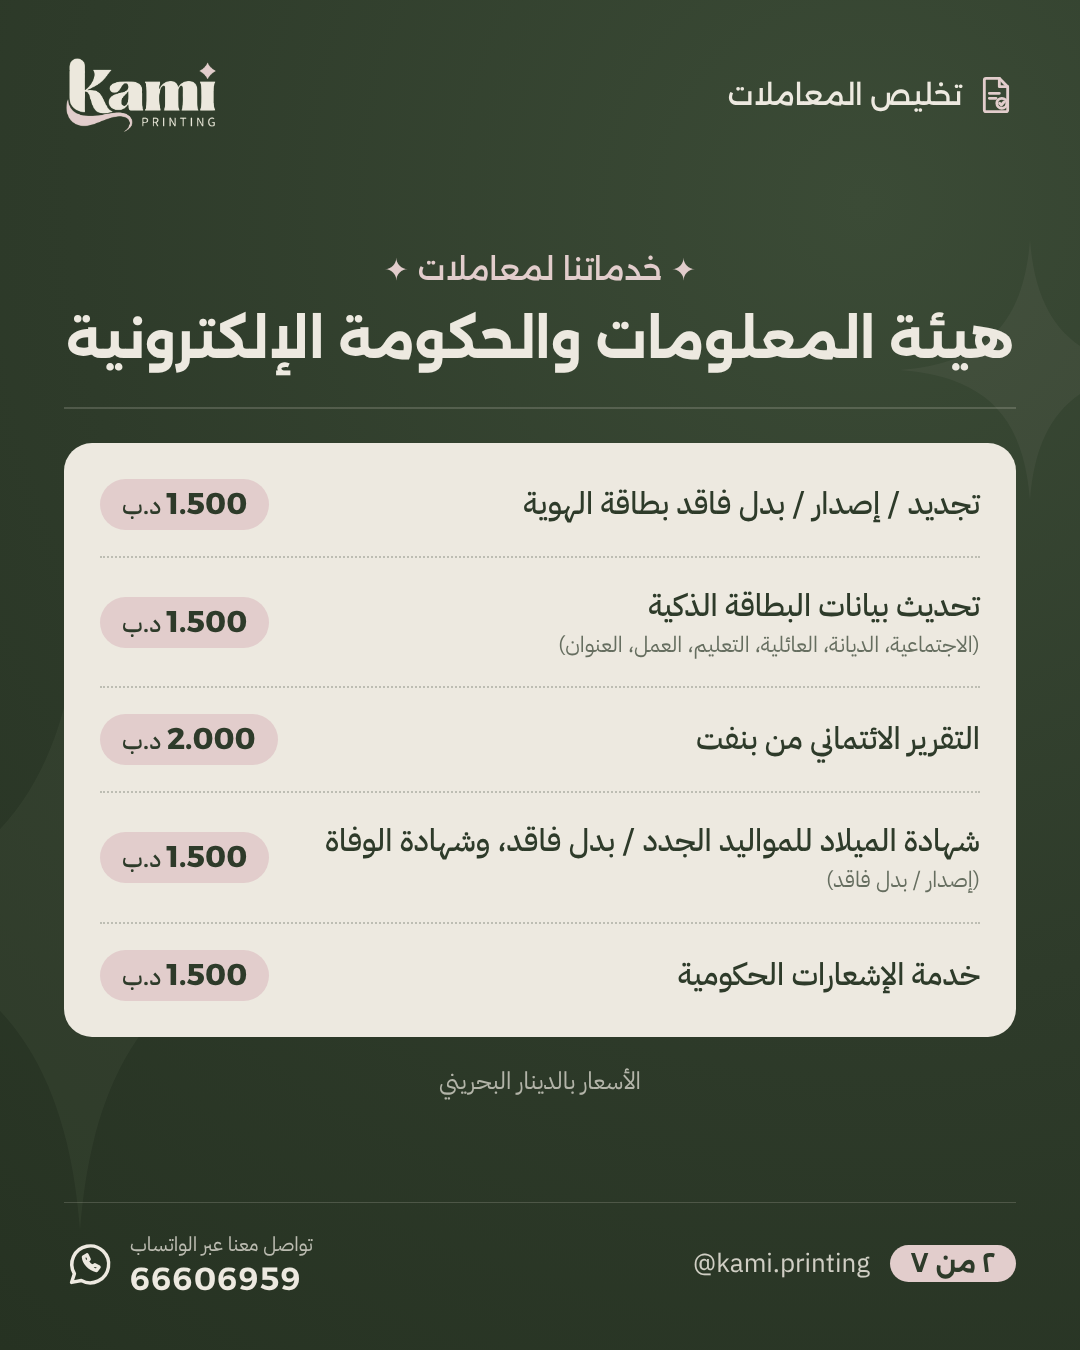 تخليص المعاملات
Kami
PRINTING
✦ خدماتنا لمعاملات ✦
هيئة المعلومات والحكومة الإلكترونية
تجديد / إصدار / بدل فاقد بطاقة الهوية
1.500 د.ب
تحديث بيانات البطاقة الذكية
(الاجتماعية، الديانة، العائلية، التعليم، العمل، العنوان)
1.500 د.ب
التقرير الائتماني من بنفت
2.000 د.ب
شهادة الميلاد للمواليد الجدد / بدل فاقد، وشهادة الوفاة
(إصدار / بدل فاقد)
1.500 د.ب
خدمة الإشعارات الحكومية
1.500 د.ب
الأسعار بالدينار البحريني
٢ من ٧
@kami.printing
تواصل معنا عبر الواتساب
66606959